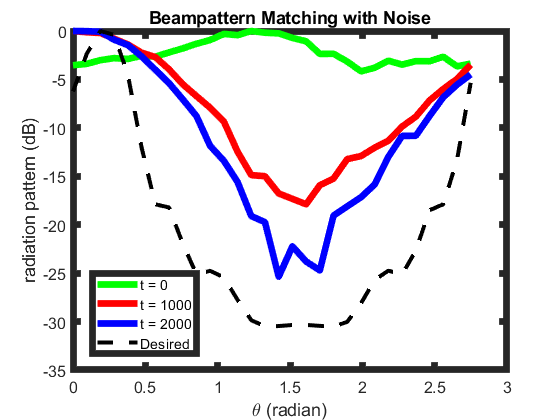 Beampattern Matching with Noise
radiation pattern (dB)
0
-5
-10
-15
-20
-25
-30
-35
t = 0
t = 1000
t = 2000
Desired
0 0.5 1 1.5 2 2.5 3
θ (radian)